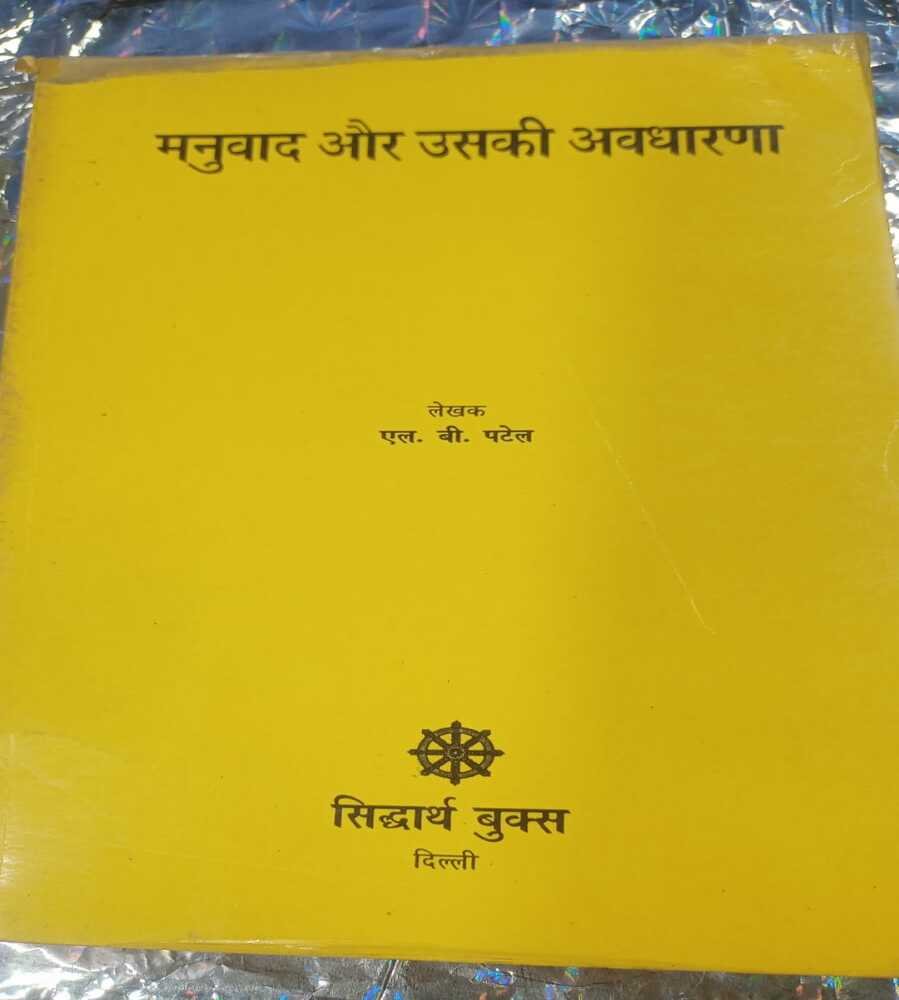 मनुवाद और उसकी अवधारणा
लेखक
एल. बी. पटेल
सिद्धार्थ बुक्स
दिल्ली